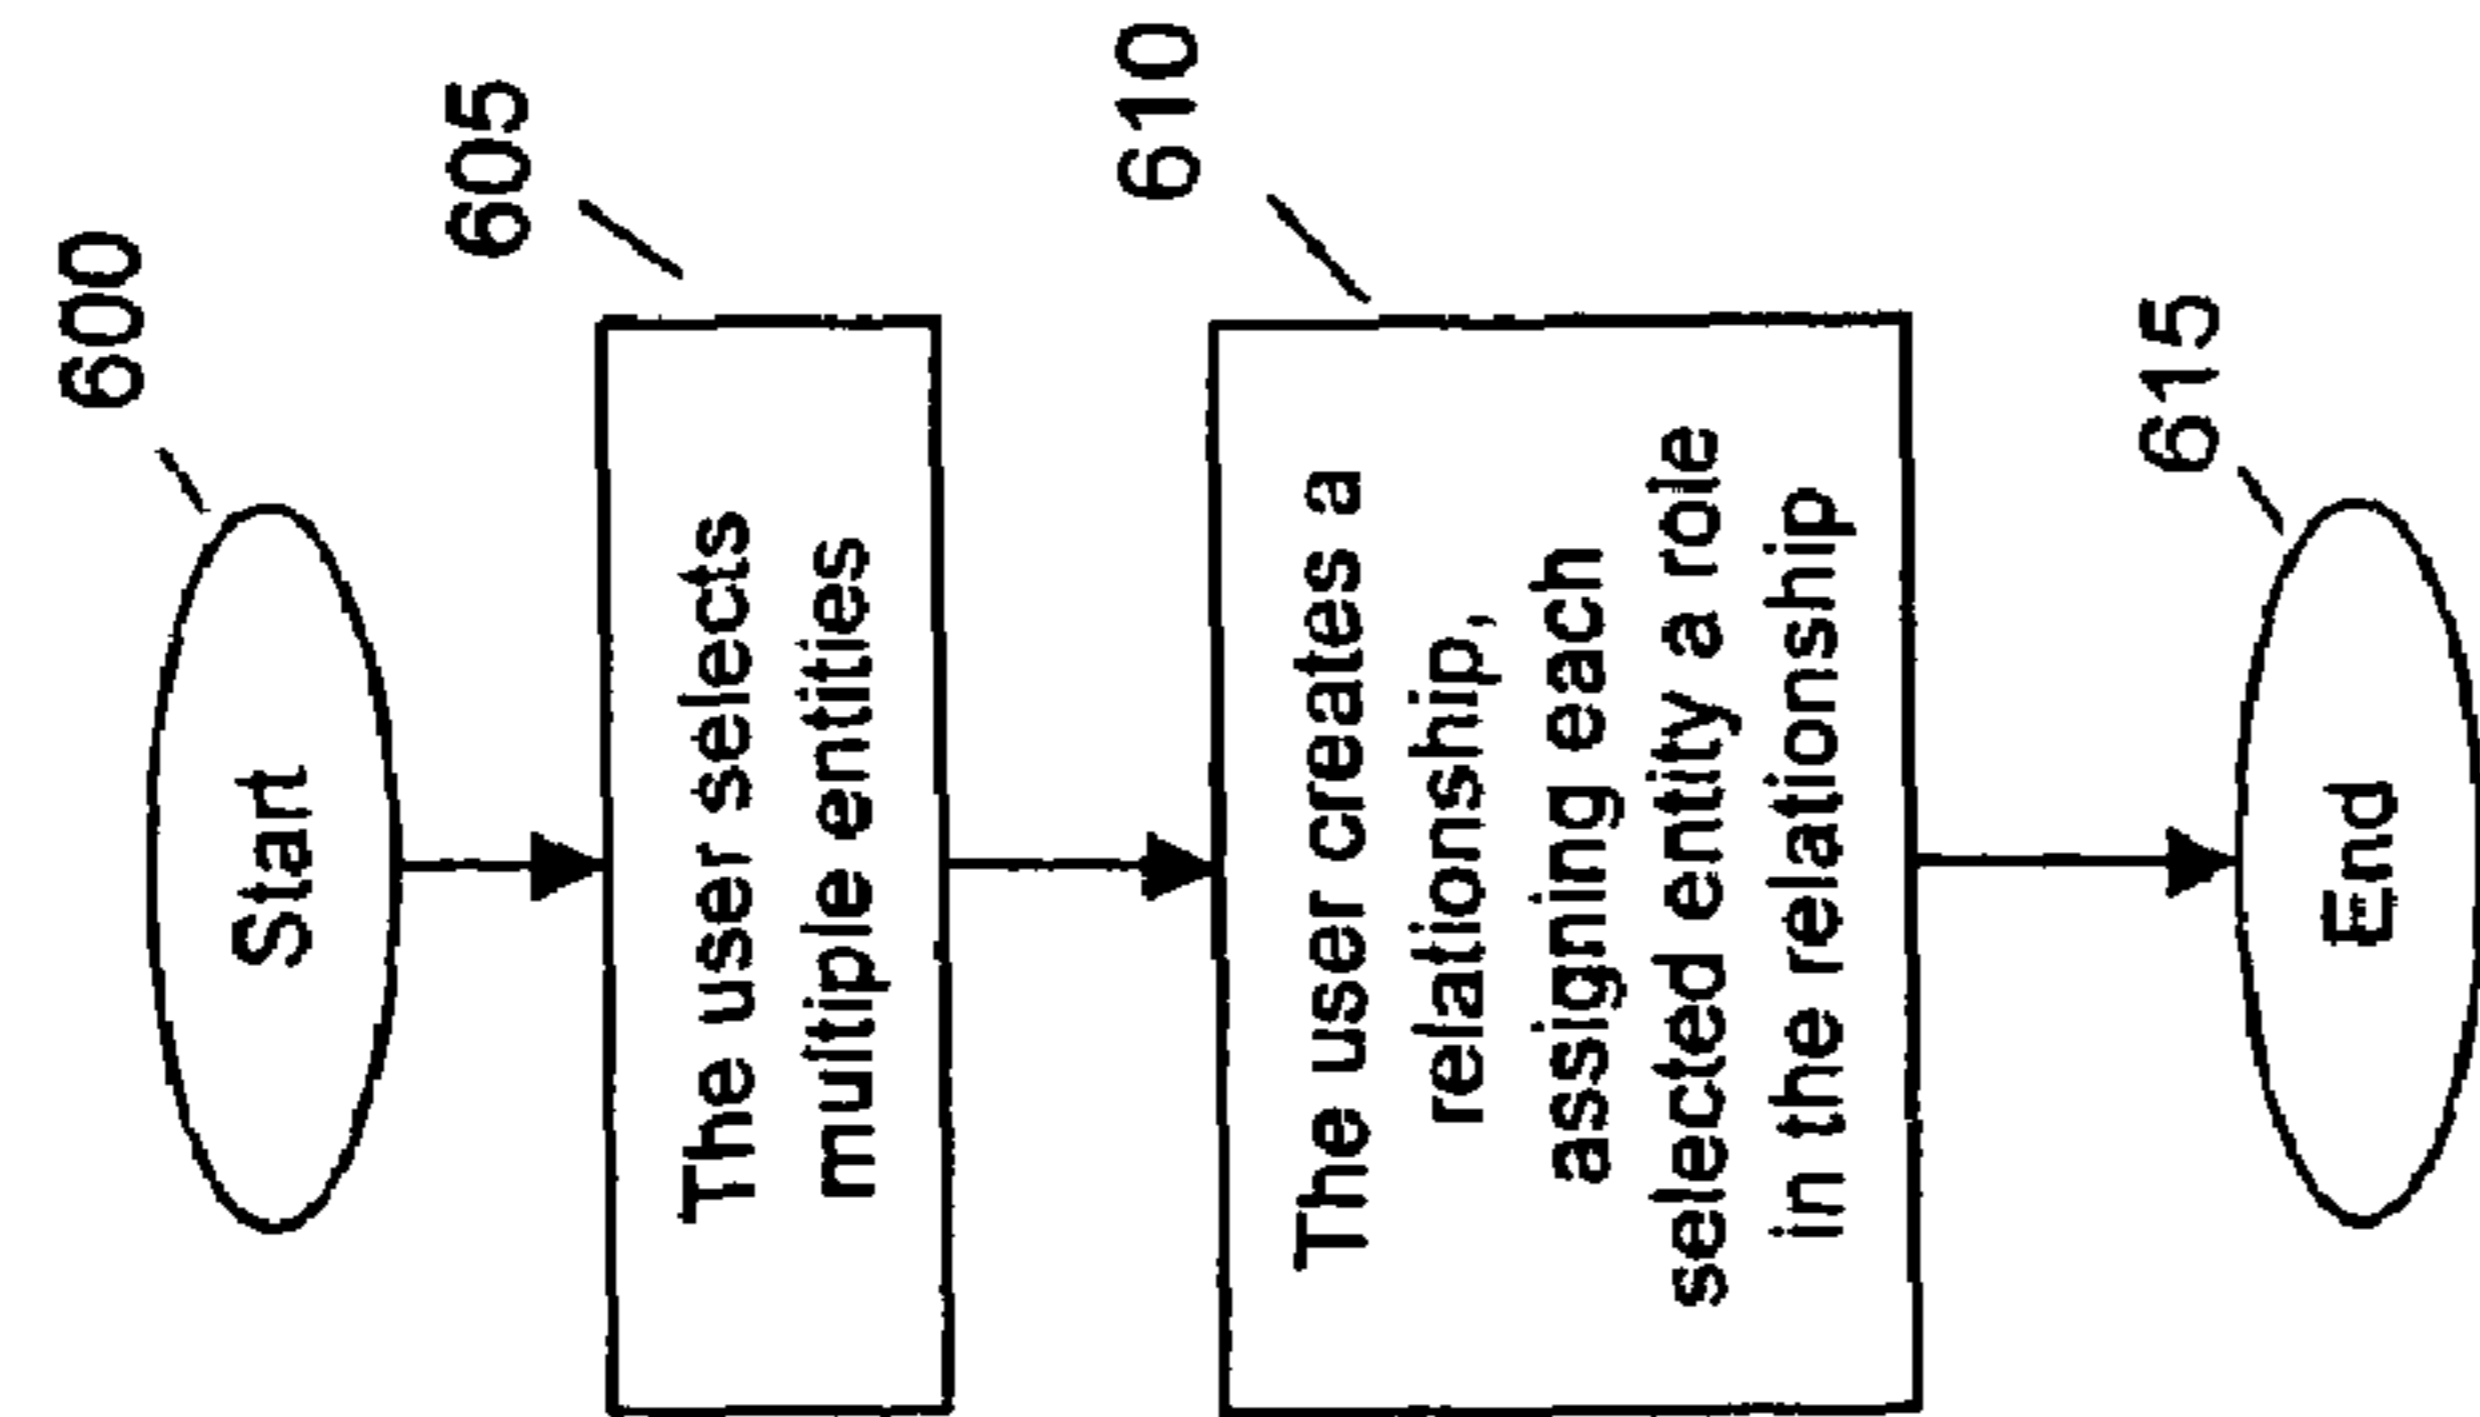 600
Start
605
The user selects
multiple entities
610
The user creates a
relationship,
assigning each
selected entity a role
in the relationship
615
End